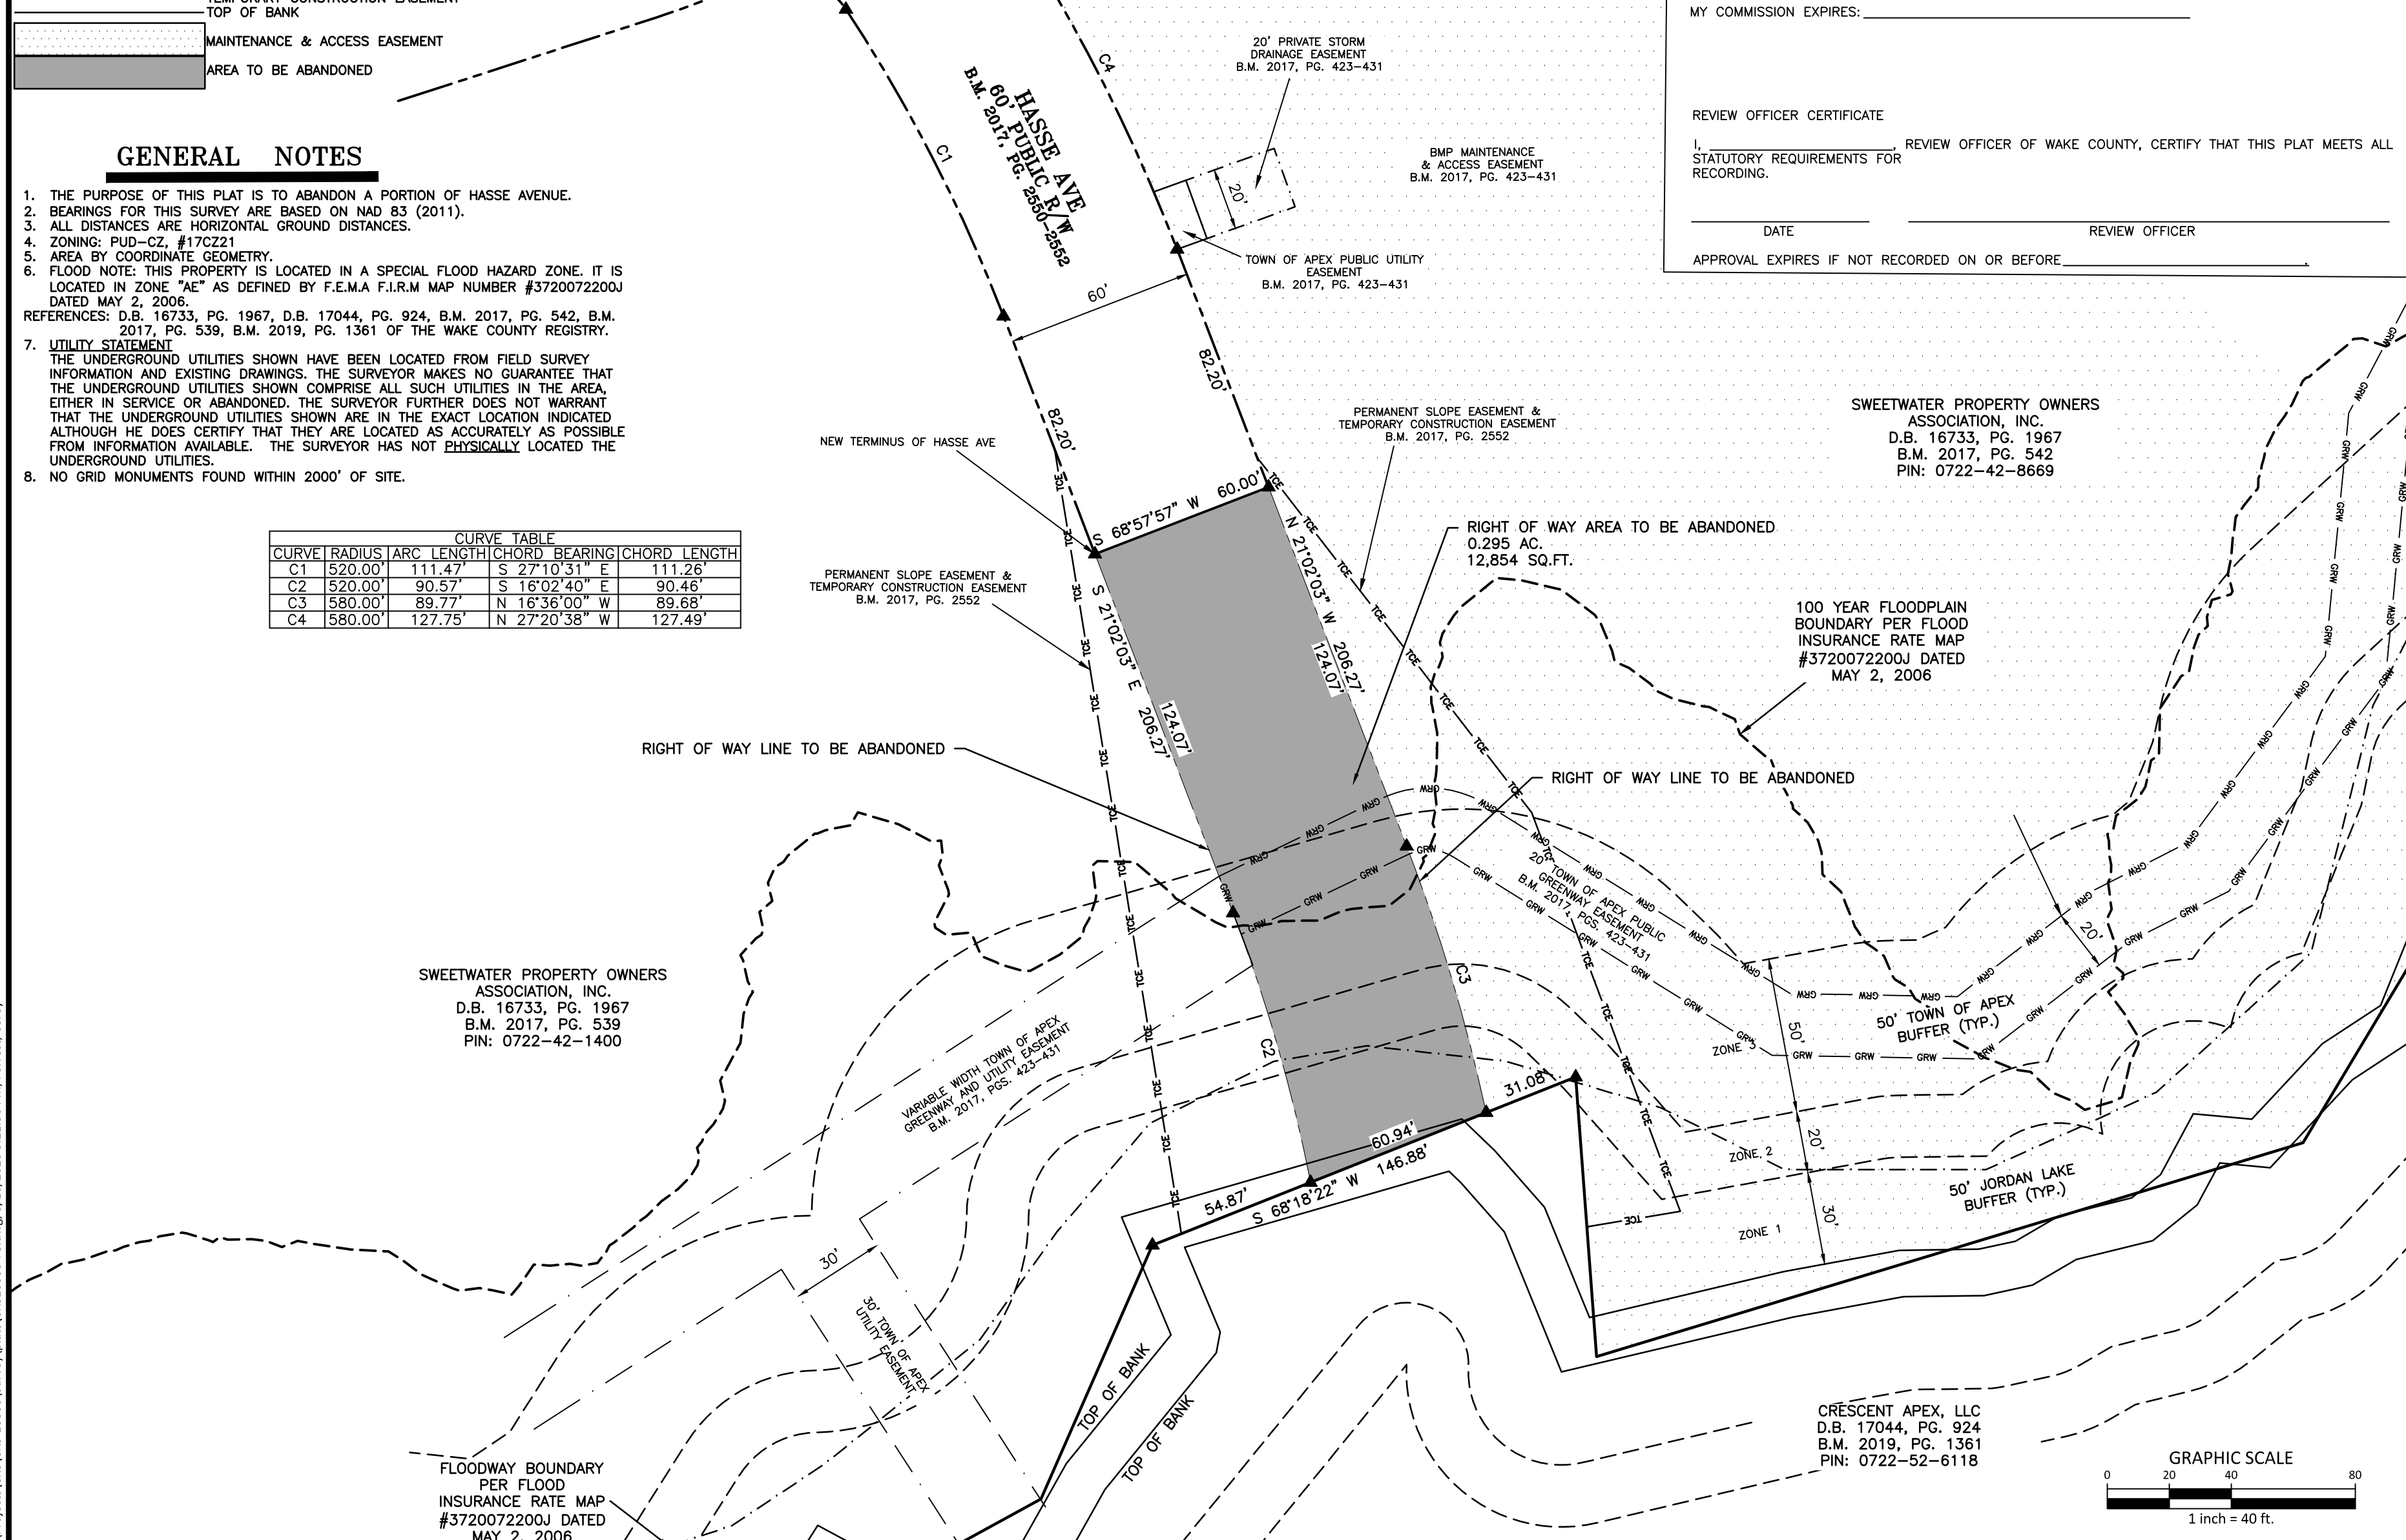 TOP OF BANK
MAINTENANCE & ACCESS EASEMENT
AREA TO BE ABANDONED
GENERAL NOTES
1. THE PURPOSE OF THIS PLAT IS TO ABANDON A PORTION OF HASSE AVENUE.
2. BEARINGS FOR THIS SURVEY ARE BASED ON NAD 83 (2011).
3. ALL DISTANCES ARE HORIZONTAL GROUND DISTANCES.
4. ZONING: PUD-CZ, #17CZ21
5. AREA BY COORDINATE GEOMETRY.
6. FLOOD NOTE: THIS PROPERTY IS LOCATED IN A SPECIAL FLOOD HAZARD ZONE. IT IS
LOCATED IN ZONE "AE" AS DEFINED BY F.E.M.A F.I.R.M MAP NUMBER #3720072200J
DATED MAY 2, 2006.
REFERENCES: D.B. 16733, PG. 1967, D.B. 17044, PG. 924, B.M. 2017, PG. 542, B.M.
2017, PG. 539, B.M. 2019, PG. 1361 OF THE WAKE COUNTY REGISTRY.
7. UTILITY STATEMENT
THE UNDERGROUND UTILITIES SHOWN HAVE BEEN LOCATED FROM FIELD SURVEY
INFORMATION AND EXISTING DRAWINGS. THE SURVEYOR MAKES NO GUARANTEE THAT
THE UNDERGROUND UTILITIES SHOWN COMPRISE ALL SUCH UTILITIES IN THE AREA,
EITHER IN SERVICE OR ABANDONED. THE SURVEYOR FURTHER DOES NOT WARRANT
THAT THE UNDERGROUND UTILITIES SHOWN ARE IN THE EXACT LOCATION INDICATED
ALTHOUGH HE DOES CERTIFY THAT THEY ARE LOCATED AS ACCURATELY AS POSSIBLE
FROM INFORMATION AVAILABLE. THE SURVEYOR HAS NOT PHYSICALLY LOCATED THE
UNDERGROUND UTILITIES.
8. NO GRID MONUMENTS FOUND WITHIN 2000' OF SITE.
CURVE TABLE
CURVE RADIUS ARC LENGTH CHORD BEARING CHORD LENGTH
C1 520.00' 111.47' S 27°10'31" E 111.26'
C2 520.00' 90.57' S 16°02'40" E 90.46'
C3 580.00' 89.77' N 16°36'00" W 89.68'
C4 580.00' 127.75' N 27°20'38" W 127.49'
MY COMMISSION EXPIRES:
REVIEW OFFICER CERTIFICATE
I, , REVIEW OFFICER OF WAKE COUNTY, CERTIFY THAT THIS PLAT MEETS ALL
STATUTORY REQUIREMENTS FOR
RECORDING.
DATE REVIEW OFFICER
APPROVAL EXPIRES IF NOT RECORDED ON OR BEFORE .
C1
C4
HASSE AVE
60' PUBLIC R/W
B.M. 2017, PG. 2550-2552
20' PRIVATE STORM
DRAINAGE EASEMENT
B.M. 2017, PG. 423-431
20'
BMP MAINTENANCE
& ACCESS EASEMENT
B.M. 2017, PG. 423-431
TOWN OF APEX PUBLIC UTILITY
EASEMENT
B.M. 2017, PG. 423-431
60'
82.20'
82.20'
NEW TERMINUS OF HASSE AVE
PERMANENT SLOPE EASEMENT &
TEMPORARY CONSTRUCTION EASEMENT
B.M. 2017, PG. 2552
SWEETWATER PROPERTY OWNERS
ASSOCIATION, INC.
D.B. 16733, PG. 1967
B.M. 2017, PG. 542
PIN: 0722-42-8669
S 68°57'57" W 60.00'
RIGHT OF WAY AREA TO BE ABANDONED
0.295 AC.
12,854 SQ.FT.
PERMANENT SLOPE EASEMENT &
TEMPORARY CONSTRUCTION EASEMENT
B.M. 2017, PG. 2552
S 21°02'03" E 206.27'
124.07'
N 21°02'03" W 206.27'
124.07'
100 YEAR FLOODPLAIN
BOUNDARY PER FLOOD
INSURANCE RATE MAP
#3720072200J DATED
MAY 2, 2006
RIGHT OF WAY LINE TO BE ABANDONED
RIGHT OF WAY LINE TO BE ABANDONED
TCE
GRW
20' TOWN OF APEX PUBLIC
GREENWAY EASEMENT
B.M. 2017, PGS. 423-431
20'
SWEETWATER PROPERTY OWNERS
ASSOCIATION, INC.
D.B. 16733, PG. 1967
B.M. 2017, PG. 539
PIN: 0722-42-1400
VARIABLE WIDTH TOWN OF APEX
GREENWAY AND UTILITY EASEMENT
B.M. 2017, PGS. 423-431
C2
C3
50'
ZONE 3
50' TOWN OF APEX
BUFFER (TYP.)
31.08'
60.94'
146.88'
54.87'
S 68°18'22" W
ZONE 2
20'
50' JORDAN LAKE
BUFFER (TYP.)
ZONE 1
30'
30'
30' TOWN OF APEX
UTILITY EASEMENT
TOP OF BANK
TOP OF BANK
FLOODWAY BOUNDARY
PER FLOOD
INSURANCE RATE MAP
#3720072200J DATED
MAY 2, 2006
CRESCENT APEX, LLC
D.B. 17044, PG. 924
B.M. 2019, PG. 1361
PIN: 0722-52-6118
GRAPHIC SCALE
0 20 40 80
1 inch = 40 ft.